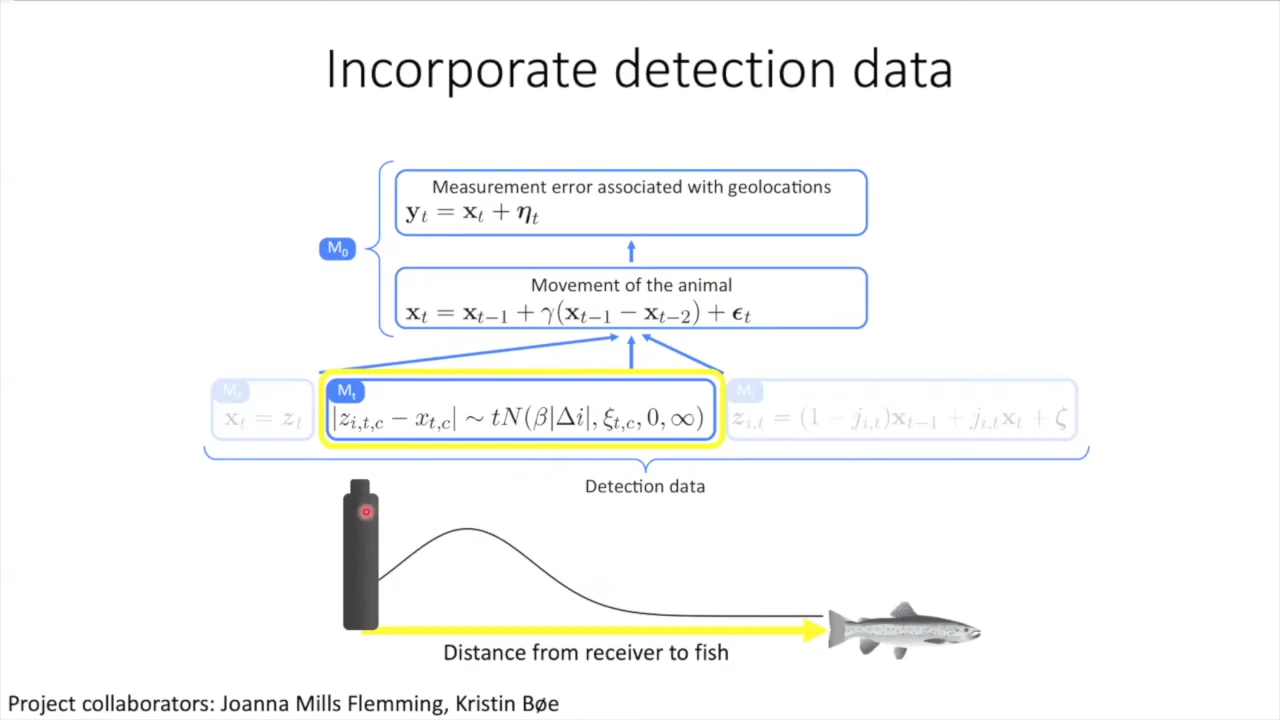 Incorporate detection data
Measurement error associated with geolocations
y_t = x_t + η_t
M_0
Movement of the animal
x_t = x_{t−1} + γ(x_{t−1} − x_{t−2}) + ϵ_t
M_t
x_t = z_t
|z_{i,t,c} − x_{t,c}| ∼ tN(β|Δi|, ξ_{t,c}, 0, ∞)
z_{i,t} = (1 − j_{i,t})x_{t−1} + j_{i,t}x_t + ζ
Detection data
Distance from receiver to fish
Project collaborators: Joanna Mills Flemming, Kristin Bøe